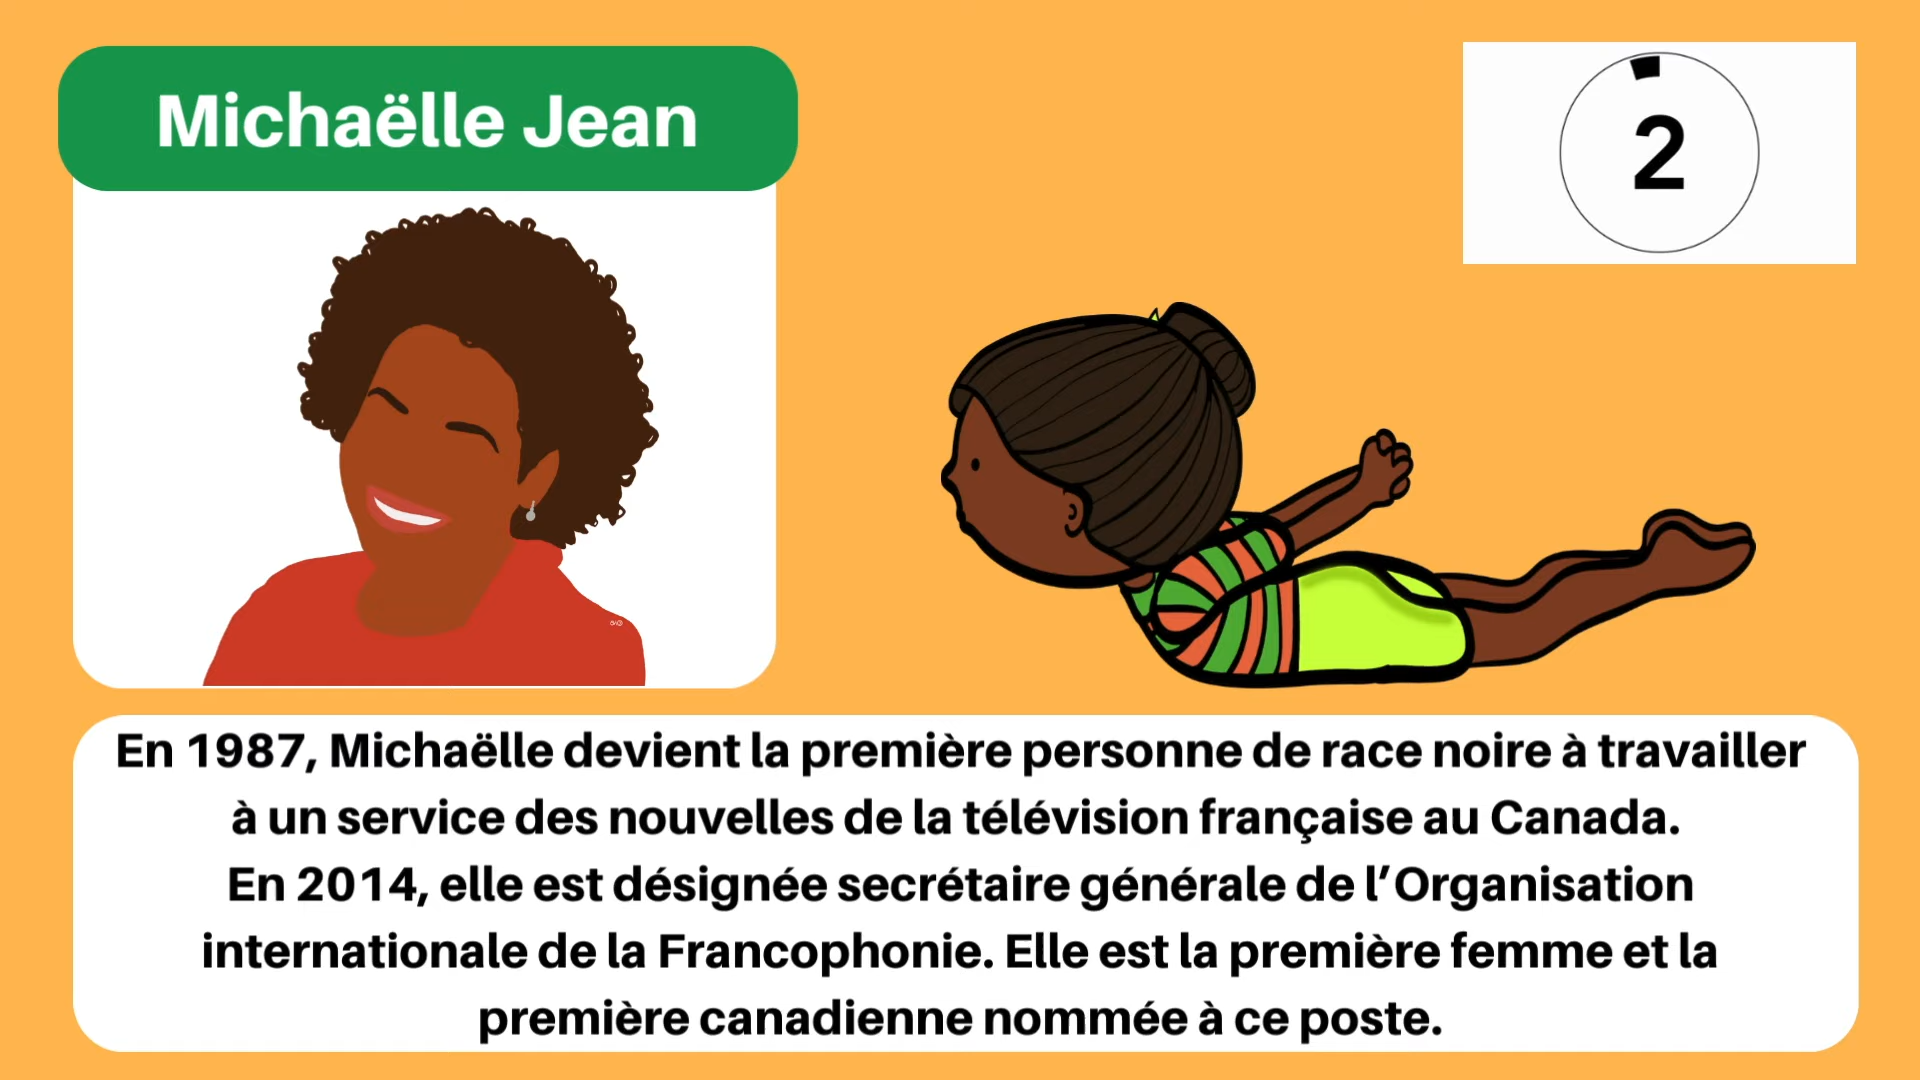 Michaëlle Jean
2
En 1987, Michaëlle devient la première personne de race noire à travailler
à un service des nouvelles de la télévision française au Canada.
En 2014, elle est désignée secrétaire générale de l’Organisation
internationale de la Francophonie. Elle est la première femme et la
première canadienne nommée à ce poste.